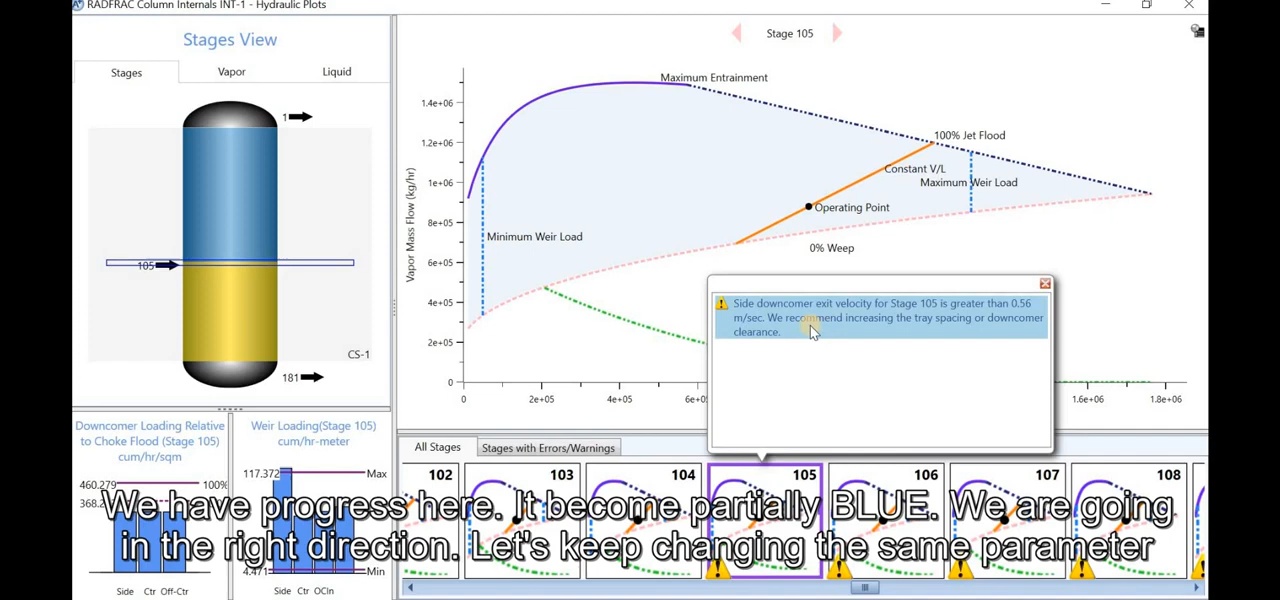 RADFRAC Column Internals INT-1 - Hydraulic Plots
Stages View
Stages
Vapor
Liquid
1
105
CS-1
181
Downcomer Loading Relative
to Choke Flood (Stage 105)
cum/hr/sqm
460.279
100%
368.
Side Ctr Off-Ctr
Weir Loading(Stage 105)
cum/hr-meter
117.372
Max
4.471
Min
Side Ctr OCIn
Stage 105
Vapor Mass Flow (kg/hr)
1.4e+06
1.2e+06
1e+06
8e+05
6e+05
4e+05
2e+05
0
0
2e+05
4e+05
6e+
1.6e+06
1.8e+06
Maximum Entrainment
100% Jet Flood
Constant V/L
Maximum Weir Load
Operating Point
Minimum Weir Load
0% Weep
Side downcomer exit velocity for Stage 105 is greater than 0.56
m/sec. We recommend increasing the tray spacing or downcomer
clearance.
All Stages
Stages with Errors/Warnings
102
103
104
105
106
107
108
We have progress here. It become partially BLUE. We are going
in the right direction. Let's keep changing the same parameter